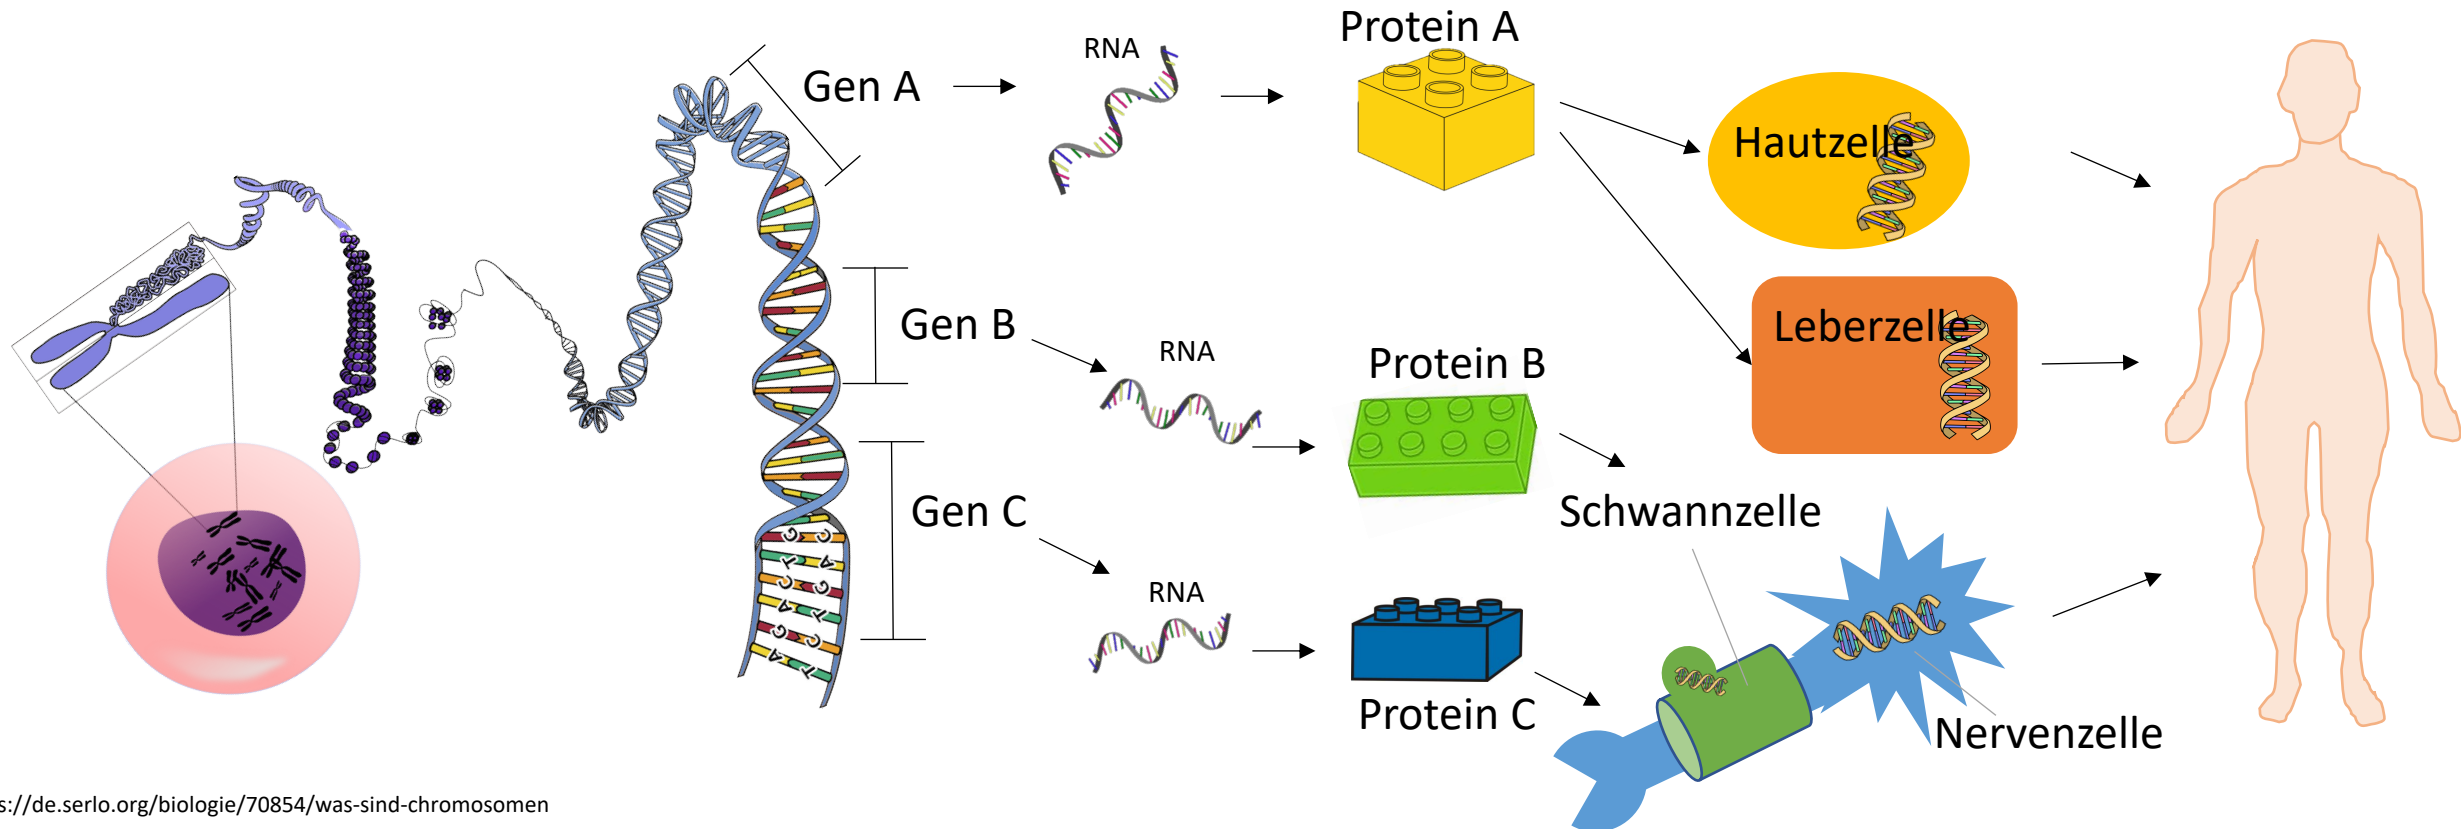 Gen A
RNA
Protein A
Hautzelle
Leberzelle
Gen B
RNA
Protein B
Gen C
RNA
Protein C
Schwannzelle
Nervenzelle
G C
T A
C G
A T
G C
A T
s://de.serlo.org/biologie/70854/was-sind-chromosomen